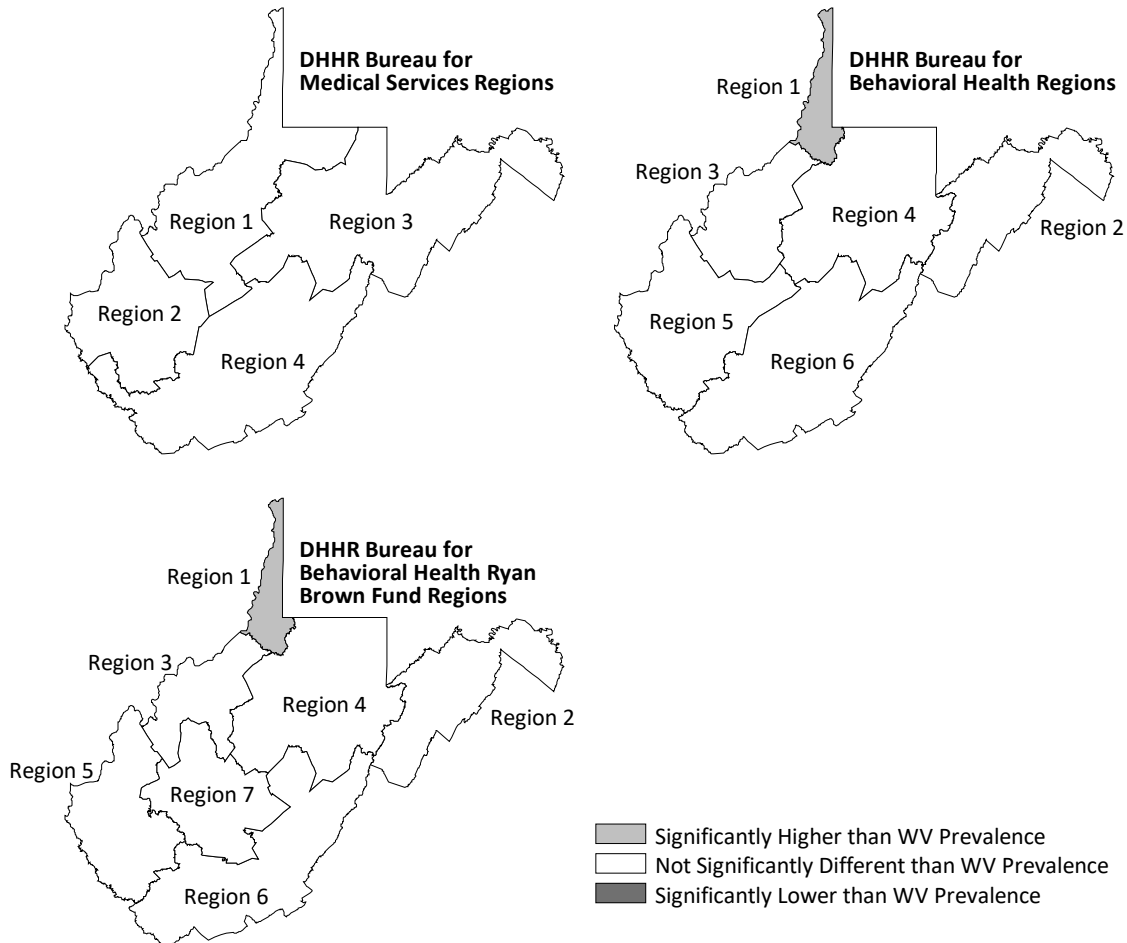 DHHR Bureau for
Medical Services Regions
Region 1
Region 3
Region 2
Region 4
DHHR Bureau for
Behavioral Health Regions
Region 1
Region 3
Region 4
Region 2
Region 5
Region 6
DHHR Bureau for
Behavioral Health Ryan
Brown Fund Regions
Region 1
Region 3
Region 4
Region 2
Region 5
Region 7
Region 6
Significantly Higher than WV Prevalence
Not Significantly Different than WV Prevalence
Significantly Lower than WV Prevalence